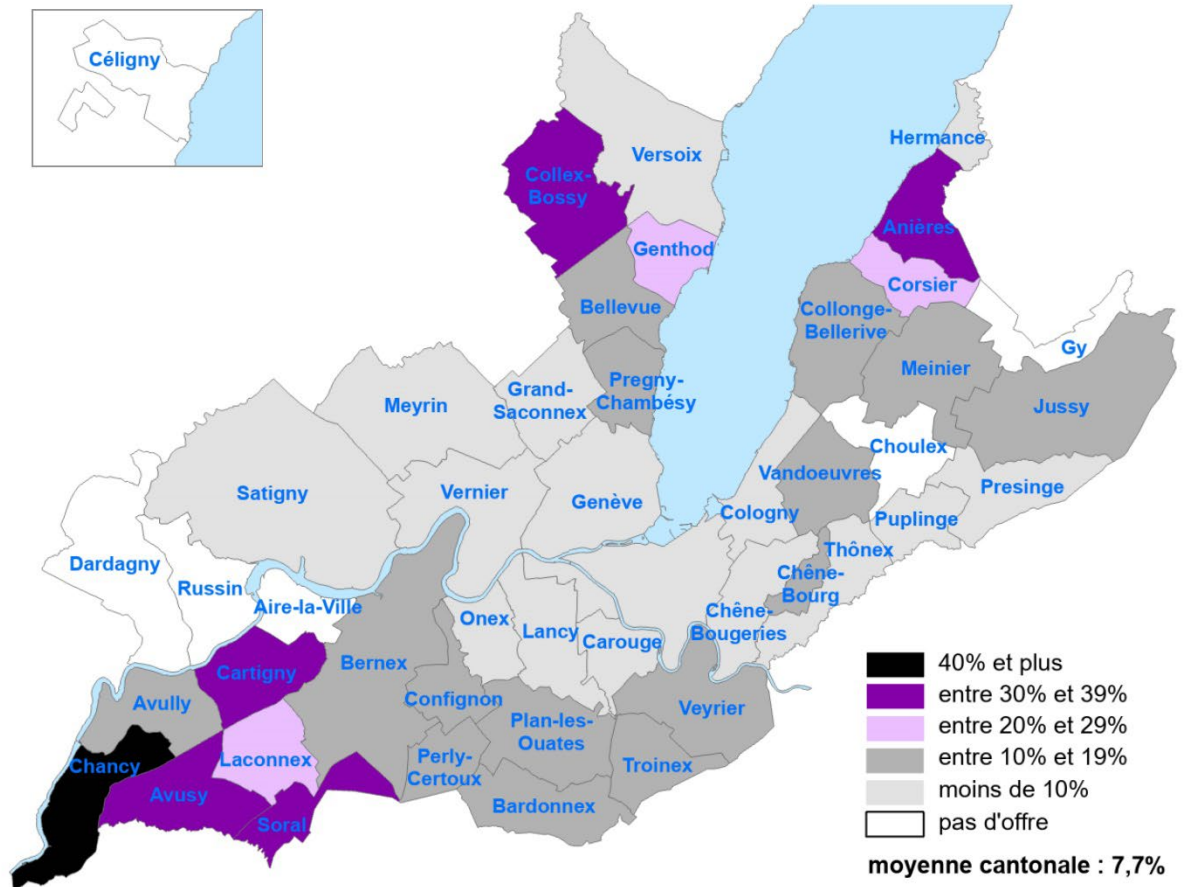 Céligny
Versoix
Hermance
Collex-
Bossy
Anières
Genthod
Corsier
Bellevue
Collonge-
Bellerive
Gy
Meinier
Pregny-
Chambésy
Grand-
Saconnex
Meyrin
Jussy
Choulex
Vandoeuvres
Presinge
Satigny
Vernier
Genève
Cologny
Puplinge
Thônex
Dardagny
Chêne-
Bourg
Russin
Aire-la-Ville
Onex
Lancy
Carouge
Chêne-
Bougeries
Bernex
Cartigny
Avully
Confignon
Veyrier
Plan-les-
Ouates
Laconnex
Chancy
Perly-
Certoux
Troinex
Avusy
Bardonnex
Soral
40% et plus
entre 30% et 39%
entre 20% et 29%
entre 10% et 19%
moins de 10%
pas d'offre
moyenne cantonale : 7,7%